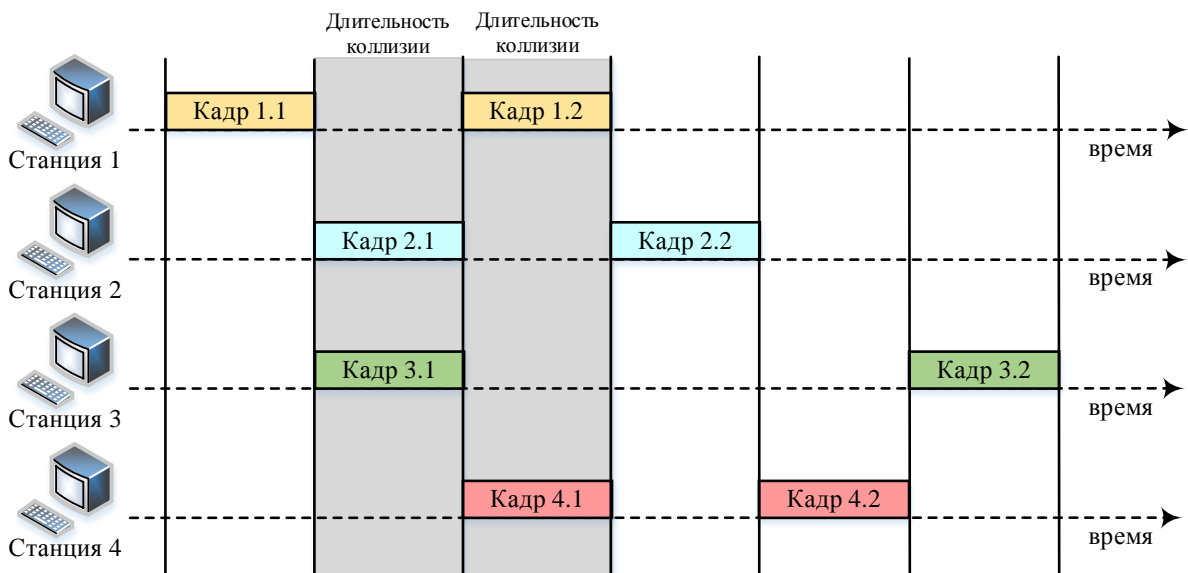 Длительность
коллизии
Длительность
коллизии
Кадр 1.1
Кадр 1.2
Станция 1
время
Кадр 2.1
Кадр 2.2
Станция 2
время
Кадр 3.1
Кадр 3.2
Станция 3
время
Кадр 4.1
Кадр 4.2
Станция 4
время